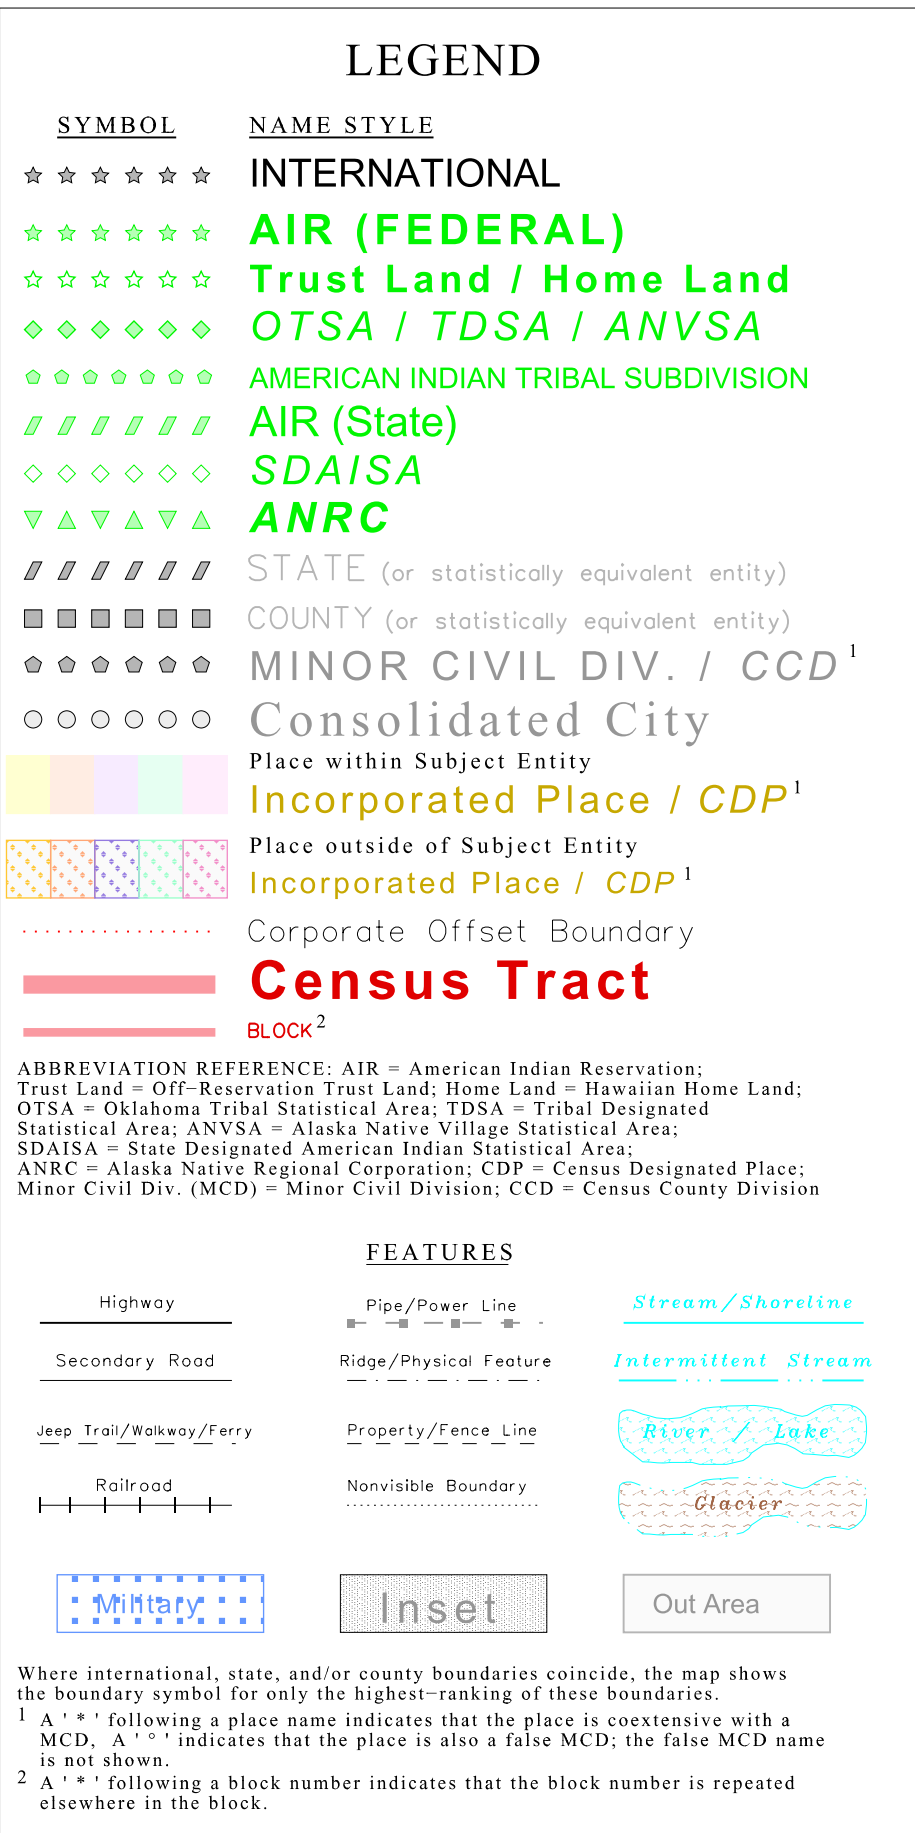 LEGEND
SYMBOL NAME STYLE
INTERNATIONAL
AIR (FEDERAL)
Trust Land / Home Land
OTSA / TDSA / ANVSA
AMERICAN INDIAN TRIBAL SUBDIVISION
AIR (State)
SDAISA
ANRC
STATE (or statistically equivalent entity)
COUNTY (or statistically equivalent entity)
MINOR CIVIL DIV. / CCD 1
Consolidated City
Place within Subject Entity
Incorporated Place / CDP 1
Place outside of Subject Entity
Incorporated Place / CDP 1
Corporate Offset Boundary
Census Tract
BLOCK 2
ABBREVIATION REFERENCE: AIR = American Indian Reservation;
Trust Land = Off−Reservation Trust Land; Home Land = Hawaiian Home Land;
OTSA = Oklahoma Tribal Statistical Area; TDSA = Tribal Designated
Statistical Area; ANVSA = Alaska Native Village Statistical Area;
SDAISA = State Designated American Indian Statistical Area;
ANRC = Alaska Native Regional Corporation; CDP = Census Designated Place;
Minor Civil Div. (MCD) = Minor Civil Division; CCD = Census County Division
FEATURES
Highway
Pipe/Power Line
Stream/Shoreline
Secondary Road
Ridge/Physical Feature
Intermittent Stream
Jeep Trail/Walkway/Ferry
Property/Fence Line
River / Lake
Railroad
Nonvisible Boundary
Glacier
Military
Inset
Out Area
Where international, state, and/or county boundaries coincide, the map shows
the boundary symbol for only the highest−ranking of these boundaries.
1 A ' * ' following a place name indicates that the place is coextensive with a
MCD, A ' ° ' indicates that the place is also a false MCD; the false MCD name
is not shown.
2 A ' * ' following a block number indicates that the block number is repeated
elsewhere in the block.